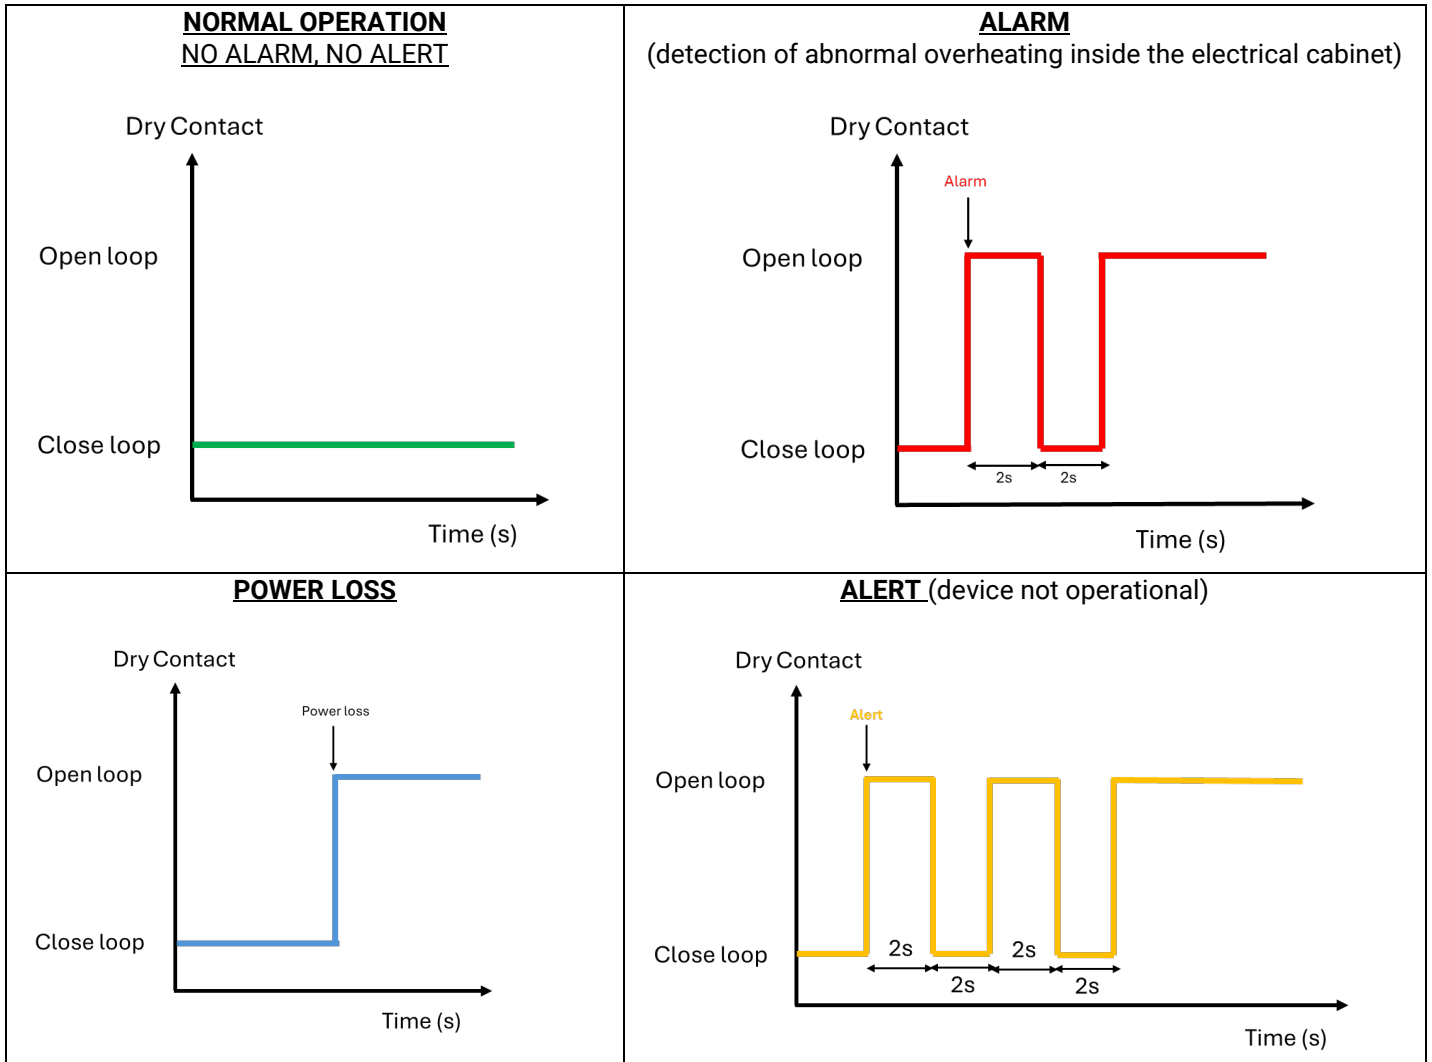 NORMAL OPERATION
NO ALARM, NO ALERT
Dry Contact
Open loop
Close loop
Time (s)
ALARM
(detection of abnormal overheating inside the electrical cabinet)
Dry Contact
Alarm
Open loop
Close loop
2s 2s
Time (s)
POWER LOSS
Dry Contact
Power loss
Open loop
Close loop
Time (s)
ALERT (device not operational)
Dry Contact
Alert
Open loop
Close loop
2s 2s
2s 2s
Time (s)